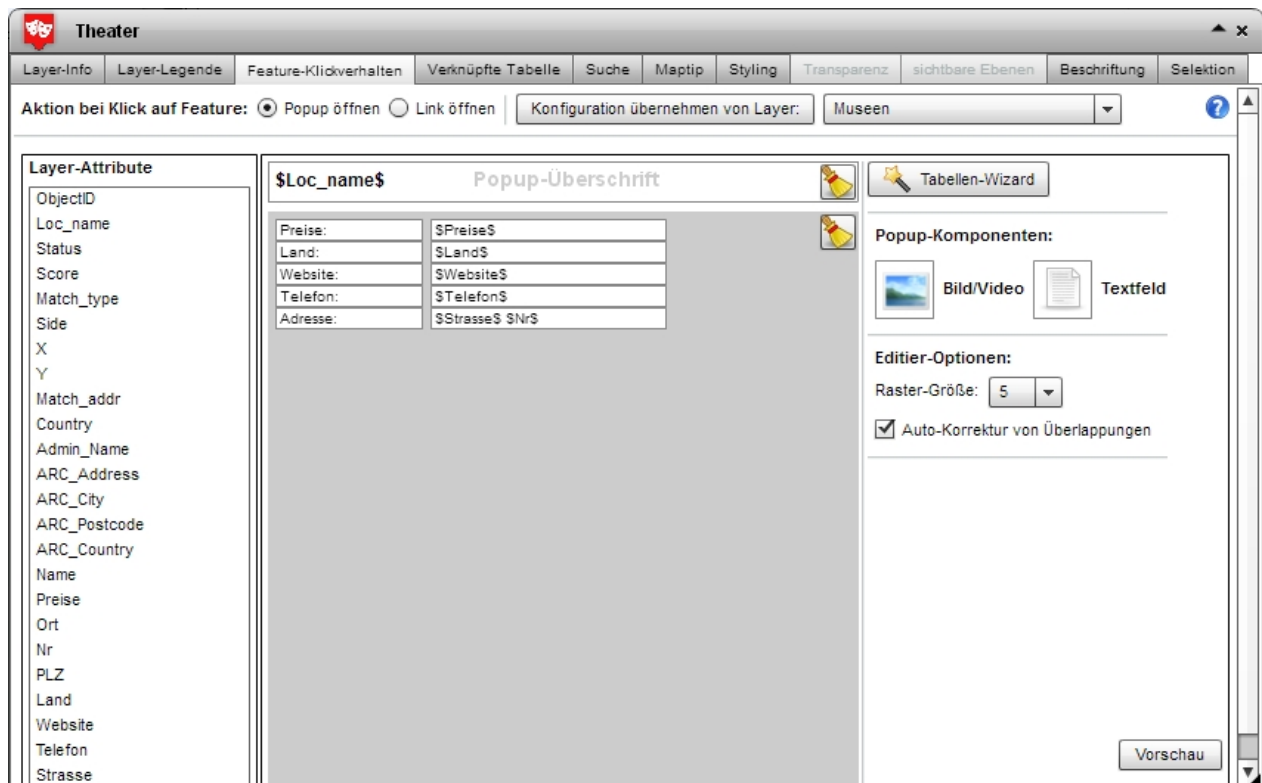 Theater
Layer-Info Layer-Legende Feature-Klickverhalten Verknüpfte Tabelle Suche Maptip Styling Transparenz sichtbare Ebenen Beschriftung Selektion
Aktion bei Klick auf Feature: Popup öffnen Link öffnen Konfiguration übernehmen von Layer: Museen ?
Layer-Attribute
ObjectID
Loc_name
Status
Score
Match_type
Side
X
Y
Match_addr
Country
Admin_Name
ARC_Address
ARC_City
ARC_Postcode
ARC_Country
Name
Preise
Ort
Nr
PLZ
Land
Website
Telefon
Strasse
$Loc_name$ Popup-Überschrift
Preise: $Preise$
Land: $Land$
Website: $Website$
Telefon: $Telefon$
Adresse: $Strasse$ $Nr$
Tabellen-Wizard
Popup-Komponenten:
Bild/Video Textfeld
Editier-Optionen:
Raster-Größe: 5
Auto-Korrektur von Überlappungen
Vorschau